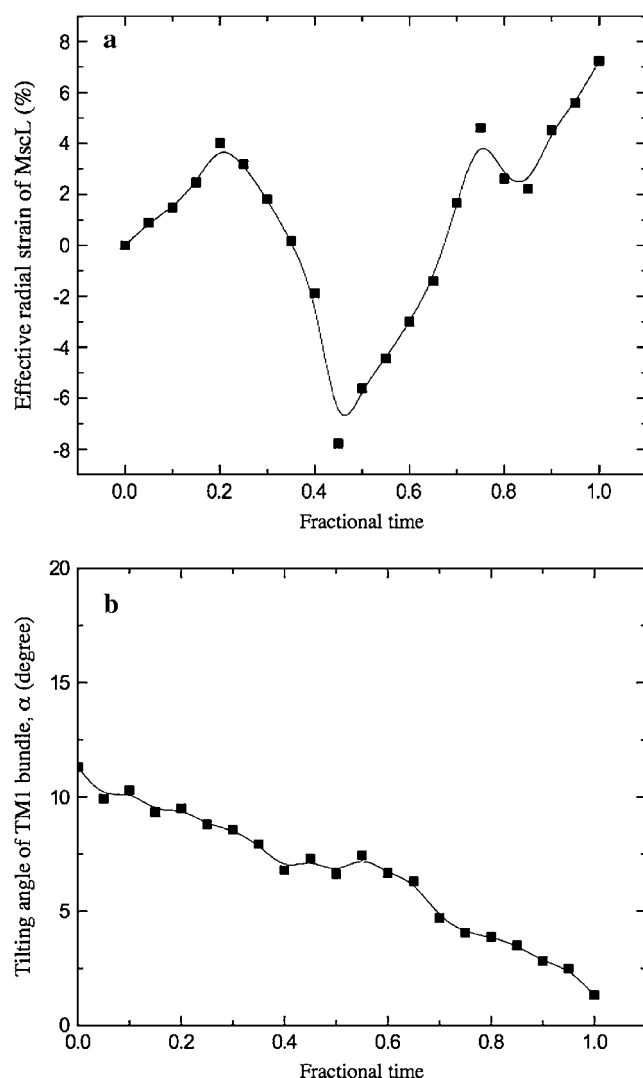 a
Effective radial strain of MscL (%)
8
6
4
2
0
-2
-4
-6
-8
0.0 0.2 0.4 0.6 0.8 1.0
Fractional time
b
Tilting angle of TM1 bundle, α (degree)
20
15
10
5
0
0.0 0.2 0.4 0.6 0.8 1.0
Fractional time